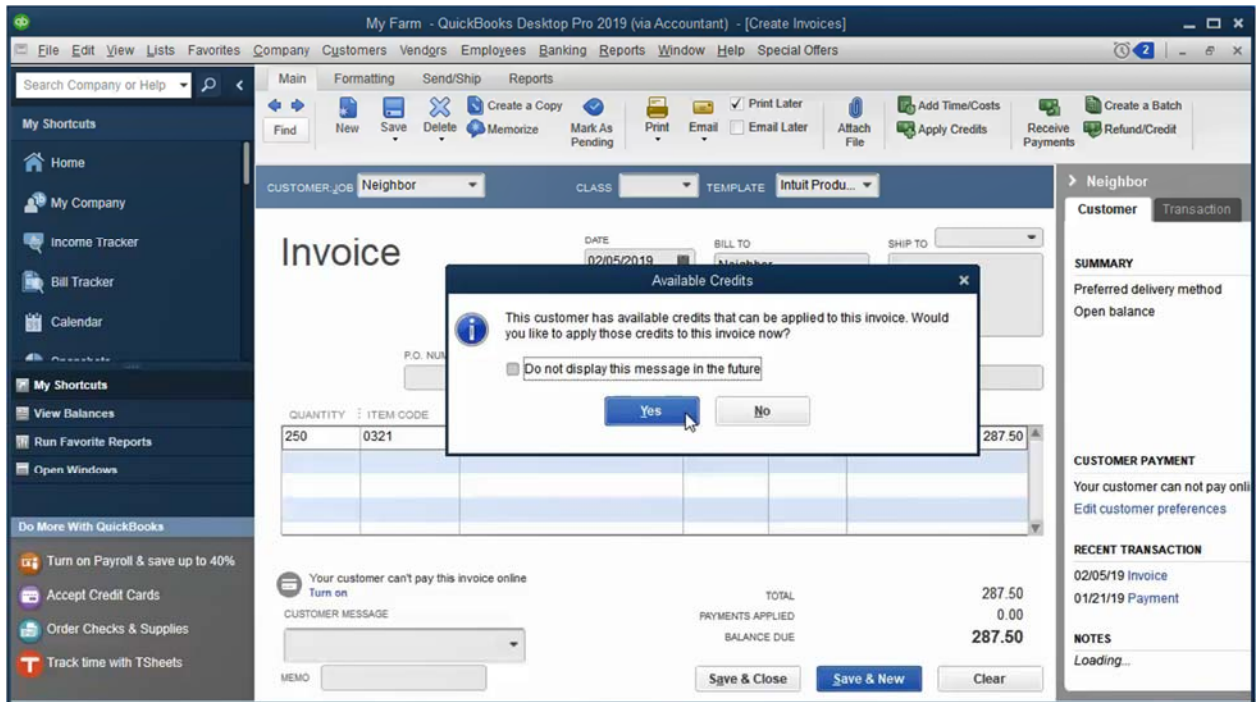 My Farm - QuickBooks Desktop Pro 2019 (via Accountant) - [Create Invoices]
File Edit View Lists Favorites Company Customers Vendors Employees Banking Reports Window Help Special Offers
2
Search Company or Help
My Shortcuts
Home
My Company
Income Tracker
Bill Tracker
Calendar
My Shortcuts
View Balances
Run Favorite Reports
Open Windows
Do More With QuickBooks
Turn on Payroll & save up to 40%
Accept Credit Cards
Order Checks & Supplies
Track time with TSheets
Main Formatting Send/Ship Reports
Find
New
Save
Delete
Create a Copy
Memorize
Mark As
Pending
Print
Email
Print Later
Email Later
Attach
File
Add Time/Costs
Apply Credits
Receive
Payments
Create a Batch
Refund/Credit
CUSTOMER:JOB Neighbor CLASS TEMPLATE Intuit Produ...
Invoice
DATE
02/05/2019
BILL TO
Neighbor
SHIP TO
P.O. NUM
Available Credits
This customer has available credits that can be applied to this invoice. Would
you like to apply those credits to this invoice now?
Do not display this message in the future
Yes No
QUANTITY ITEM CODE
250 0321 287.50
Your customer can't pay this invoice online
Turn on
CUSTOMER MESSAGE
MEMO
TOTAL 287.50
PAYMENTS APPLIED 0.00
BALANCE DUE 287.50
Save & Close Save & New Clear
Neighbor
Customer Transaction
SUMMARY
Preferred delivery method
Open balance
CUSTOMER PAYMENT
Your customer can not pay onli
Edit customer preferences
RECENT TRANSACTION
02/05/19 Invoice
01/21/19 Payment
NOTES
Loading...